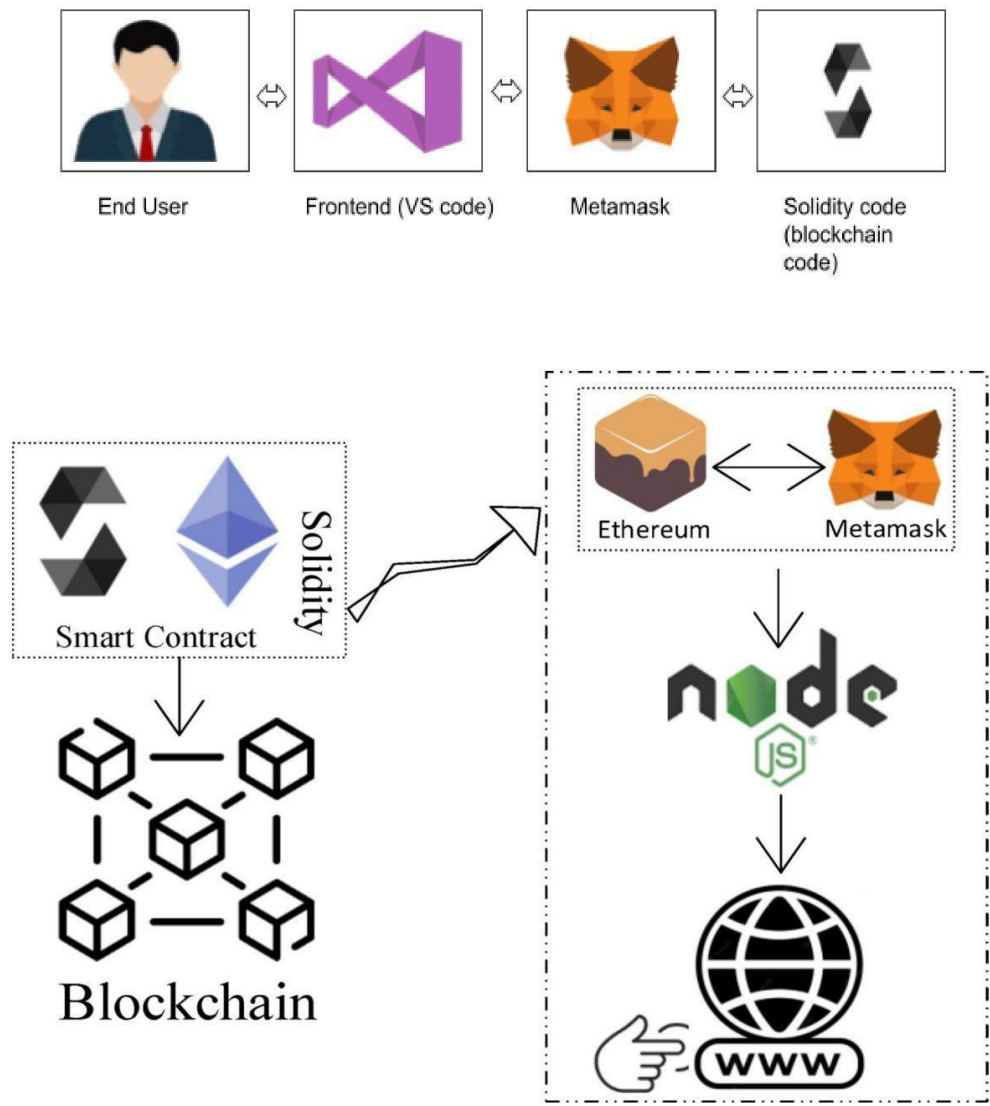 End User
Frontend (VS code)
Metamask
Solidity code
(blockchain
code)
Smart Contract
Solidity
Blockchain
Ethereum
Metamask
node
JS®
WWW